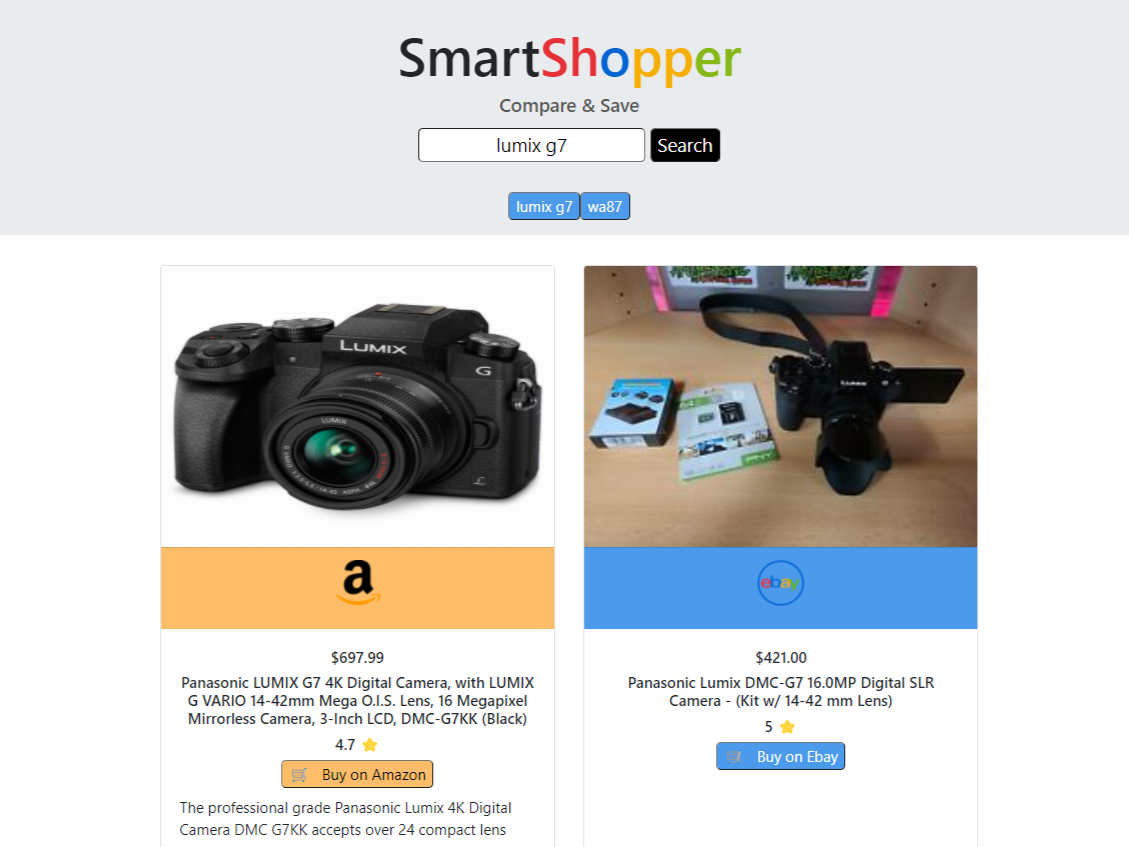 SmartShopper
Compare & Save
lumix g7
Search
lumix g7
wa87
LUMIX
G
LUMIX
a
$697.99
Panasonic LUMIX G7 4K Digital Camera, with LUMIX
G VARIO 14-42mm Mega O.I.S. Lens, 16 Megapixel
Mirrorless Camera, 3-Inch LCD, DMC-G7KK (Black)
4.7
Buy on Amazon
The professional grade Panasonic Lumix 4K Digital
Camera DMC G7KK accepts over 24 compact lens
LUMIX
64
PNY
ebay
$421.00
Panasonic Lumix DMC-G7 16.0MP Digital SLR
Camera - (Kit w/ 14-42 mm Lens)
5
Buy on Ebay